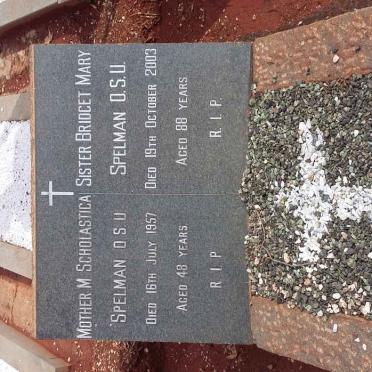 MOTHER M SCHOLASTICA
SPELMAN O S U
DIED 16TH JULY 1957
AGED 48 YEARS
R I P
SISTER BRIDGET MARY
SPELMAN O.S.U.
DIED 19TH OCTOBER 2003
AGED 88 YEARS
R. I. P.